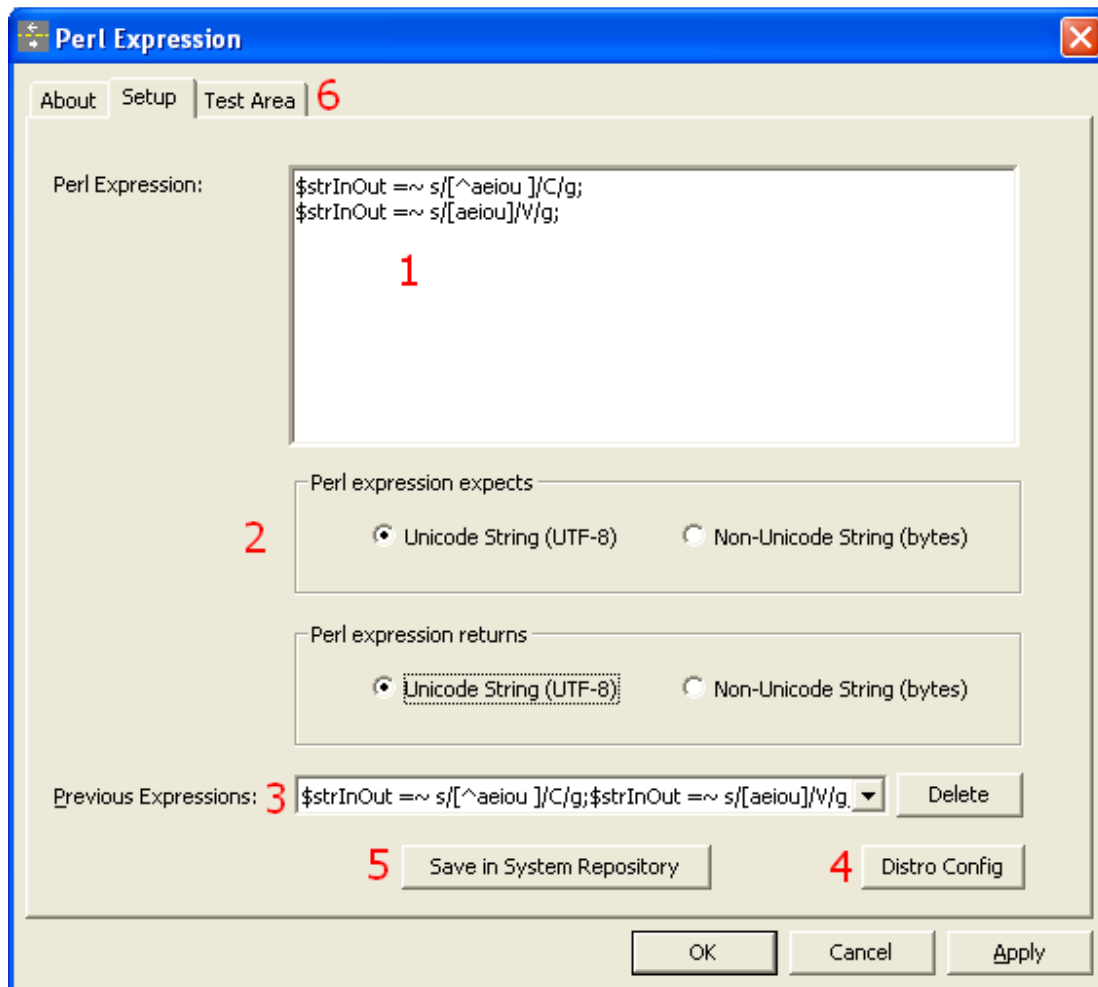 Perl Expression
About Setup Test Area 6
Perl Expression:
$strInOut =~ s/[^aeiou ]/C/g;
$strInOut =~ s/[aeiou]/V/g;
1
Perl expression expects
2 Unicode String (UTF-8) Non-Unicode String (bytes)
Perl expression returns
Unicode String (UTF-8) Non-Unicode String (bytes)
Previous Expressions: 3 $strInOut =~ s/[^aeiou ]/C/g;$strInOut =~ s/[aeiou]/V/g Delete
5 Save in System Repository 4 Distro Config
OK Cancel Apply